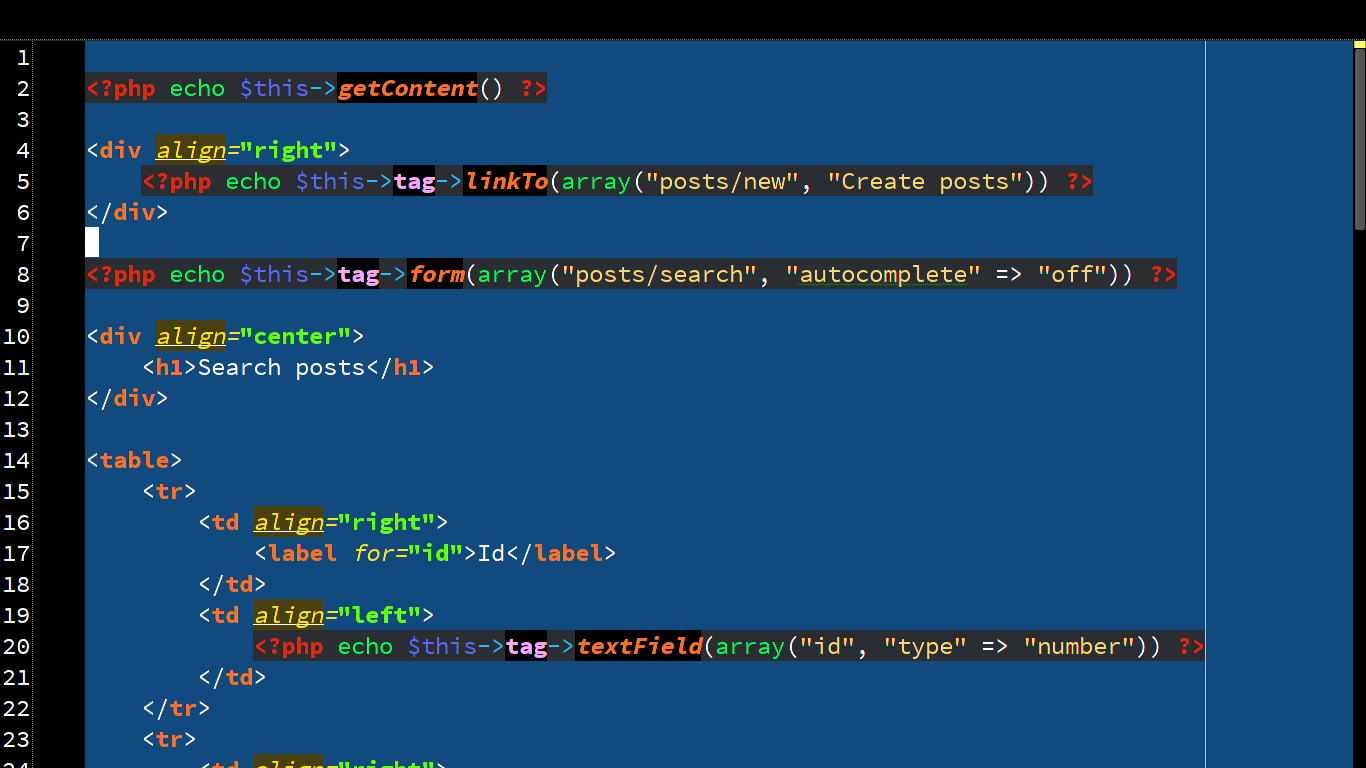 1
2 <?php echo $this->getContent() ?>
3
4 <div align="right">
5     <?php echo $this->tag->linkTo(array("posts/new", "Create posts")) ?>
6 </div>
7
8 <?php echo $this->tag->form(array("posts/search", "autocomplete" => "off")) ?>
9
10 <div align="center">
11     <h1>Search posts</h1>
12 </div>
13
14 <table>
15     <tr>
16         <td align="right">
17             <label for="id">Id</label>
18         </td>
19         <td align="left">
20             <?php echo $this->tag->textField(array("id", "type" => "number")) ?>
21         </td>
22     </tr>
23     <tr>
24         <td align="right">